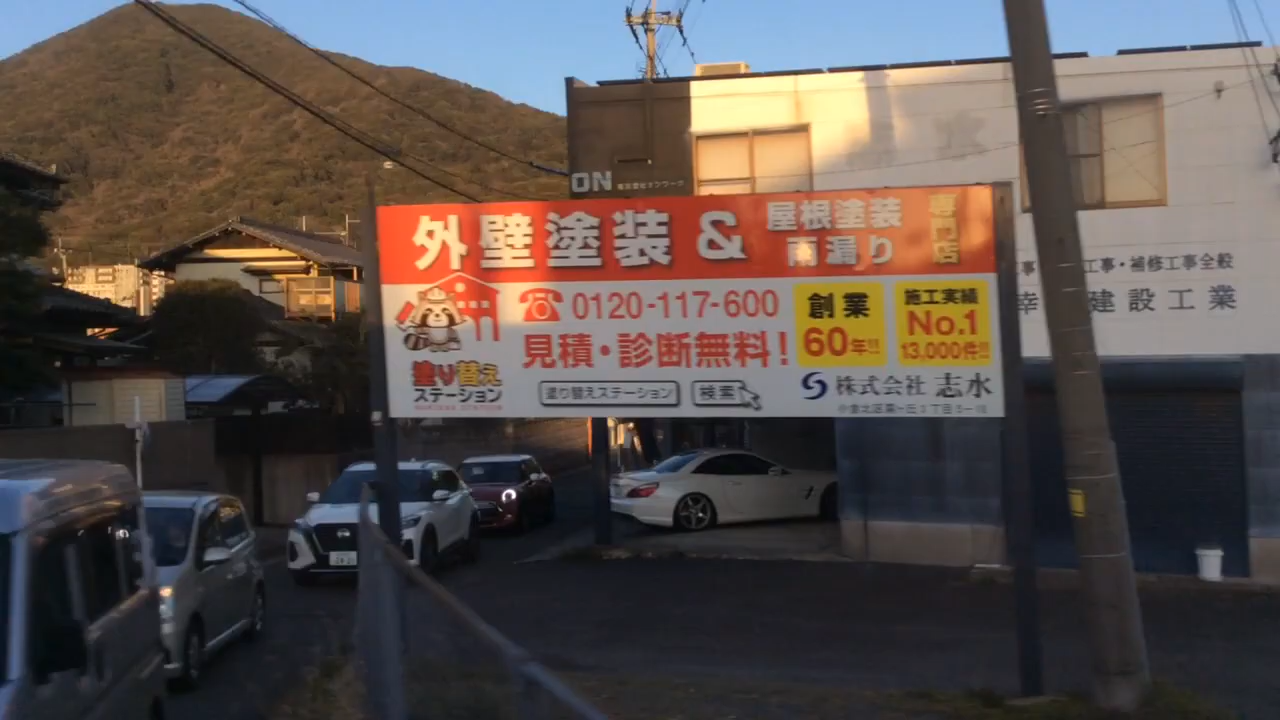 ON
外壁塗装 & 屋根塗装 雨漏り 専門店
0120-117-600
見積・診断無料!
創業
60年!!
施工実績
No.1
13,000件!!
塗り替え
ステーション
塗り替えステーション 検索
株式会社 志水
工事・補修工事全般
建設工業